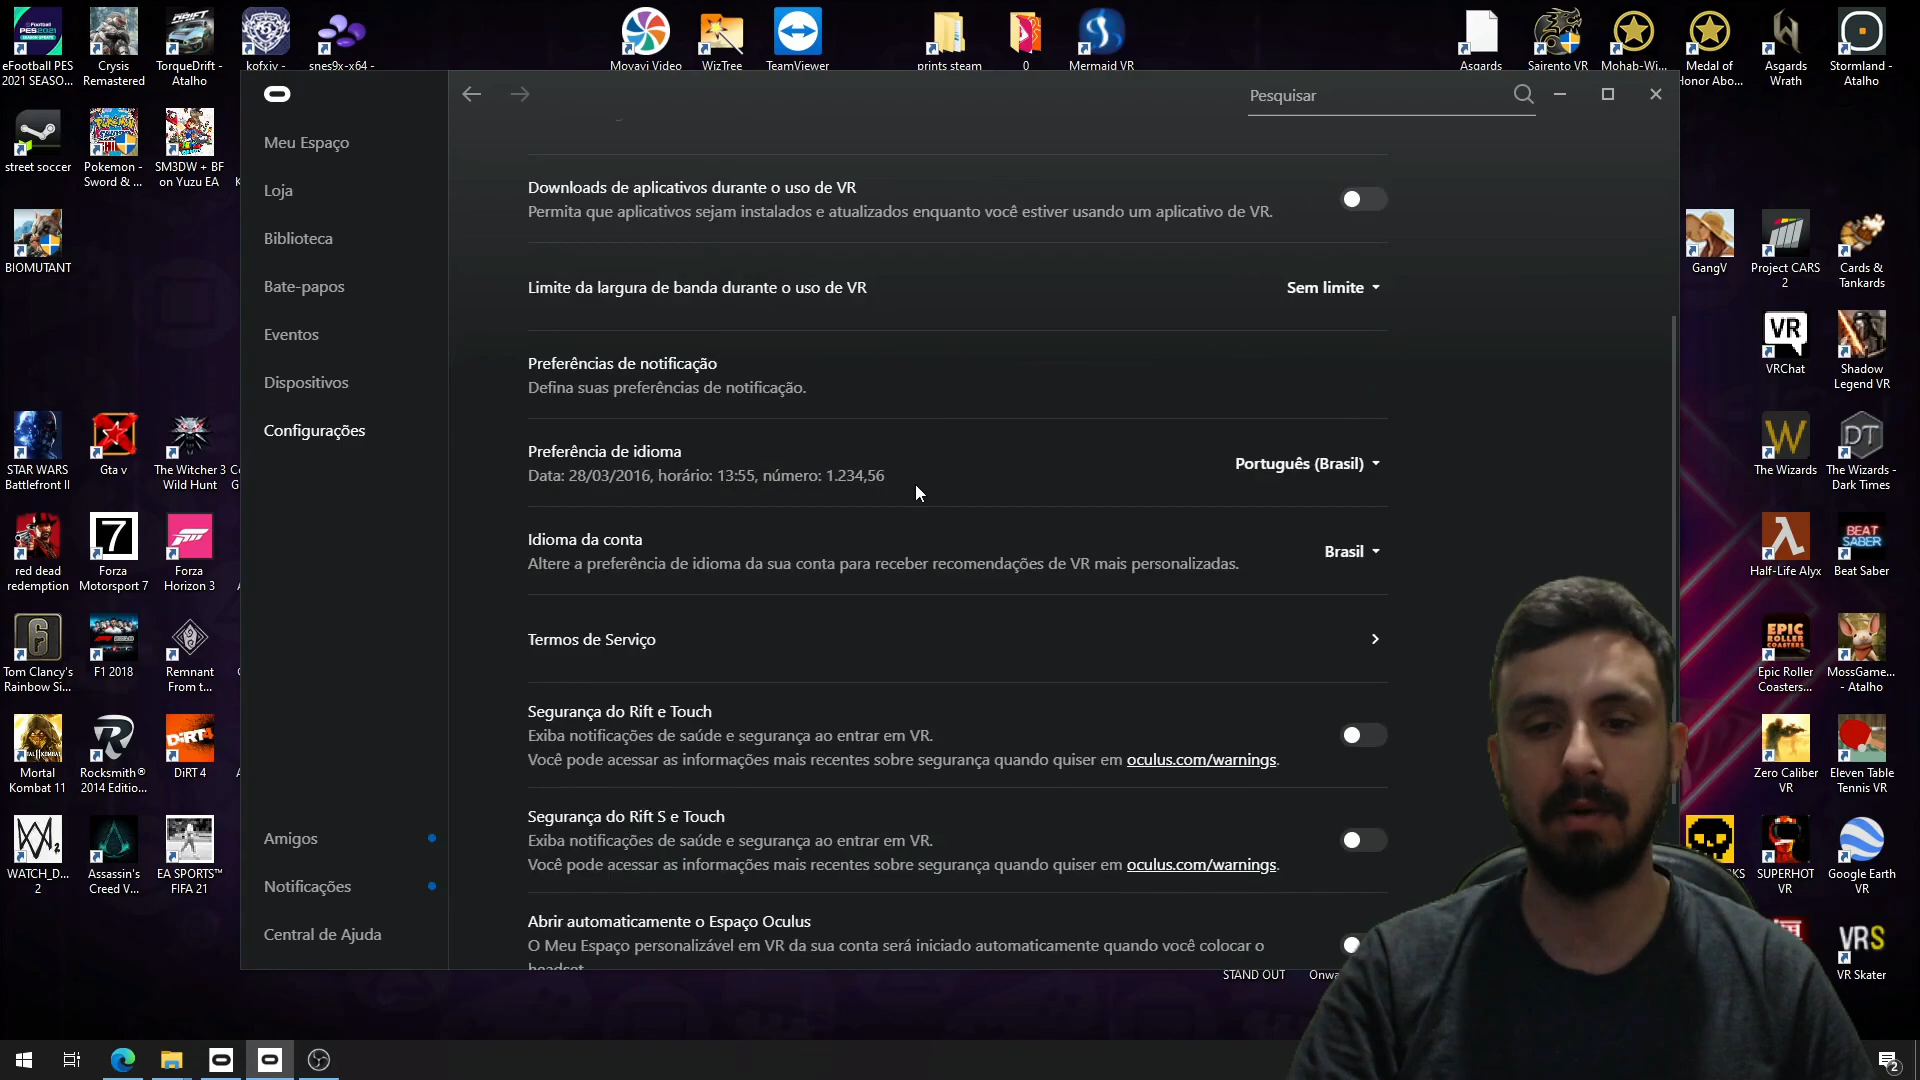 eFootball PES
2021 SEASO...
Crysis
Remastered
TorqueDrift -
Atalho
kofxiv -
snes9x-x64 -
Movavi Video
WizTree
TeamViewer
prints steam
0
Mermaid VR
Asgards
Sairento VR
Mohab-Wi...
Medal of
Honor Abo...
Asgards
Wrath
Stormland -
Atalho
street soccer
Pokemon -
Sword & ...
SM3DW + BF
on Yuzu EA
BIOMUTANT
STAR WARS
Battlefront II
Gta v
The Witcher 3
Wild Hunt
red dead
redemption
Forza
Motorsport 7
Forza
Horizon 3
Tom Clancy's
Rainbow Si...
F1 2018
Remnant
From t...
Mortal
Kombat 11
Rocksmith®
2014 Editio...
DiRT 4
WATCH_D...
2
Assassin's
Creed V...
EA SPORTS™
FIFA 21
Meu Espaço
Loja
Biblioteca
Bate-papos
Eventos
Dispositivos
Configurações
Amigos
Notificações
Central de Ajuda
Pesquisar
Downloads de aplicativos durante o uso de VR
Permita que aplicativos sejam instalados e atualizados enquanto você estiver usando um aplicativo de VR.
Limite da largura de banda durante o uso de VR
Sem limite
Preferências de notificação
Defina suas preferências de notificação.
Preferência de idioma
Data: 28/03/2016, horário: 13:55, número: 1.234,56
Português (Brasil)
Idioma da conta
Altere a preferência de idioma da sua conta para receber recomendações de VR mais personalizadas.
Brasil
Termos de Serviço
Segurança do Rift e Touch
Exiba notificações de saúde e segurança ao entrar em VR.
Você pode acessar as informações mais recentes sobre segurança quando quiser em oculus.com/warnings.
Segurança do Rift S e Touch
Exiba notificações de saúde e segurança ao entrar em VR.
Você pode acessar as informações mais recentes sobre segurança quando quiser em oculus.com/warnings.
Abrir automaticamente o Espaço Oculus
O Meu Espaço personalizável em VR da sua conta será iniciado automaticamente quando você colocar o
headset.
GangV
Project CARS
2
Cards &
Tankards
VR
VRChat
Shadow
Legend VR
The Wizards
DT
The Wizards -
Dark Times
Half-Life Alyx
BEAT
SABER
Beat Saber
EPIC
ROLLER
COASTERS
Epic Roller
Coasters...
MossGame...
- Atalho
Zero Caliber
VR
Eleven Table
Tennis VR
SUPERHOT
VR
Google Earth
VR
VRS
VR Skater
STAND OUT
2